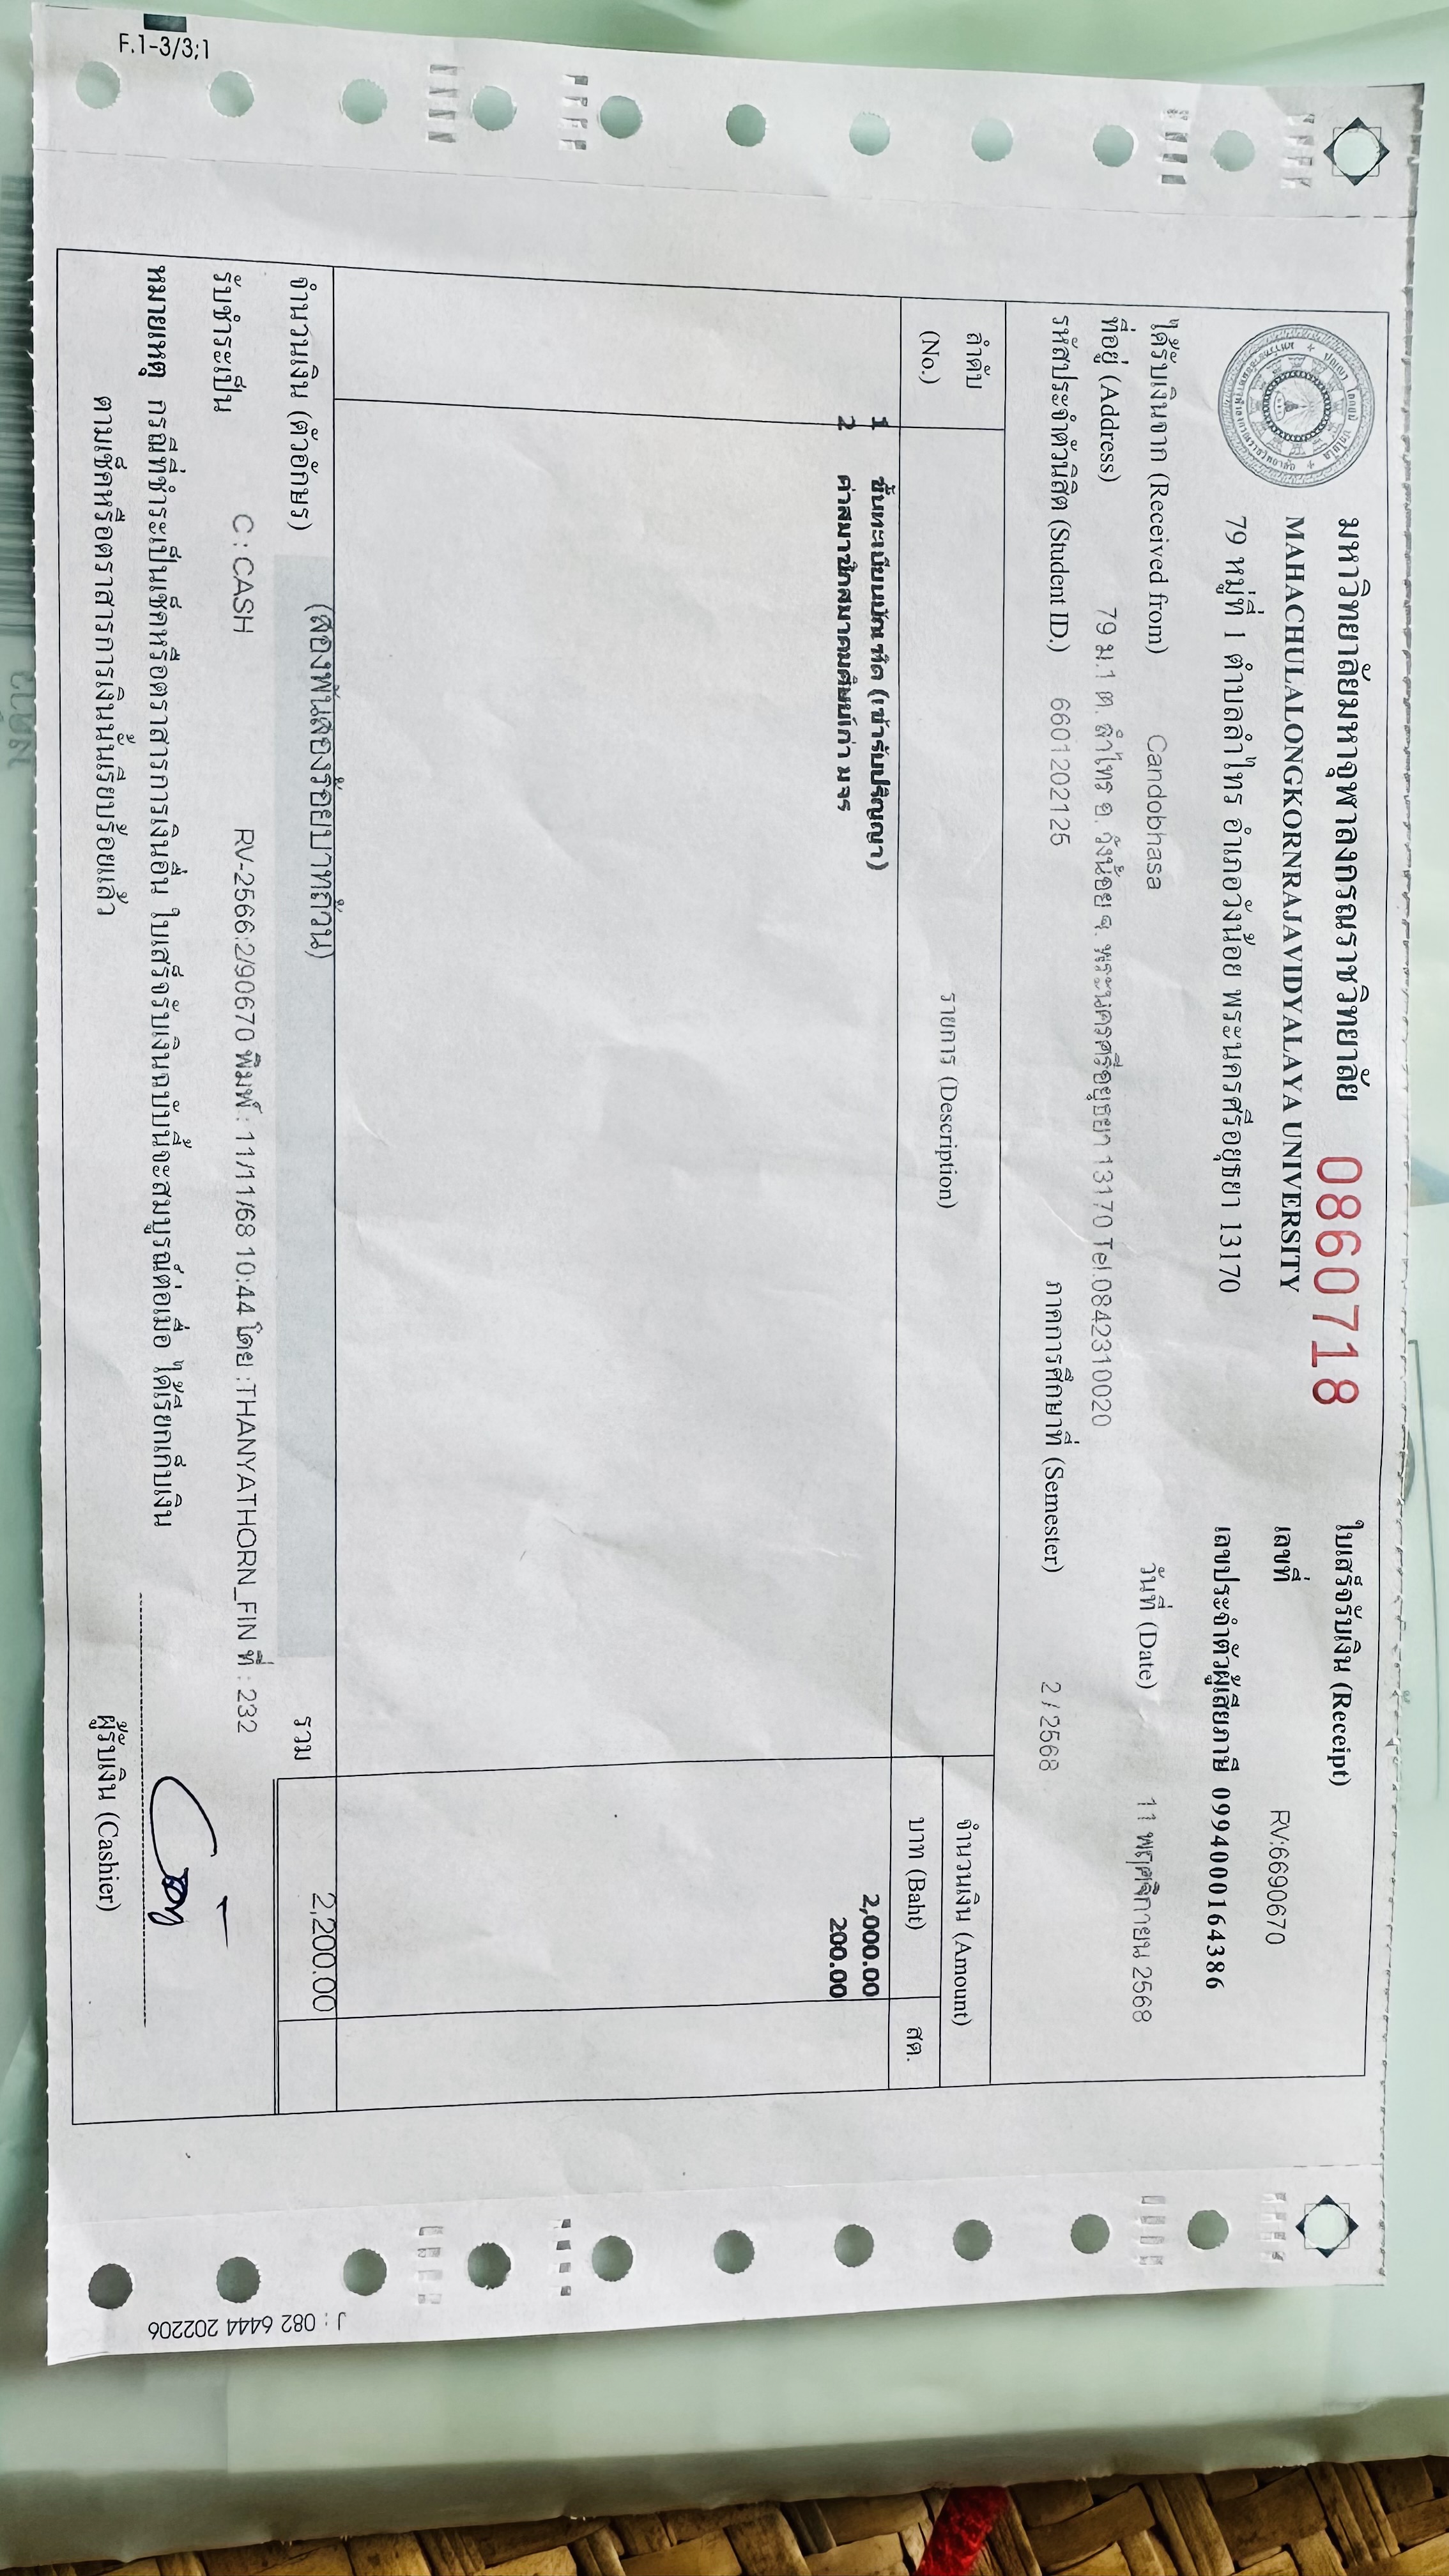 F.1-3/3;1
มหาวิทยาลัยมหาจุฬาลงกรณราชวิทยาลัย
0860718
ใบเสร็จรับเงิน (Receipt)
MAHACHULALONGKORNRAJAVIDYALAYA UNIVERSITY
เลขที่ RV:6690670
79 หมู่ที่ 1 ตำบลลำไทร อำเภอวังน้อย พระนครศรีอยุธยา 13170
เลขประจำตัวผู้เสียภาษี 0994000164386
ได้รับเงินจาก (Received from) Candobhasa
วันที่ (Date) 11 พฤศจิกายน 2568
ที่อยู่ (Address) 79 ม.1 ต. ลำไทร อ. วังน้อย จ. พระนครศรีอยุธยา 13170 Tel.0842310020
รหัสประจำตัวนิสิต (Student ID.) 6601202125
ภาคการศึกษาที่ (Semester) 2 / 2568
ลำดับ (No.)
รายการ (Description)
จำนวนเงิน (Amount)
บาท (Baht) สต.
1 ขึ้นทะเบียนบัณฑิต (เข้ารับปริญญา) 2,000.00
2 ค่าสมาชิกสมาคมศิษย์เก่า มจร 200.00
จำนวนเงิน (ตัวอักษร) (สองพันสองร้อยบาทถ้วน) รวม 2,200.00
รับชำระเป็น C : CASH RV-2566:2/90670 พิมพ์ : 11/11/68 10:44 โดย :THANYATHORN_FIN ที่ : 232
หมายเหตุ กรณีที่ชำระเป็นเช็คหรือตราสารการเงินอื่น ใบเสร็จรับเงินฉบับนี้จะสมบูรณ์ต่อเมื่อ ได้เรียกเก็บเงิน
ตามเช็คหรือตราสารการเงินนั้นเรียบร้อยแล้ว
ผู้รับเงิน (Cashier)
J : 082 6444 202206